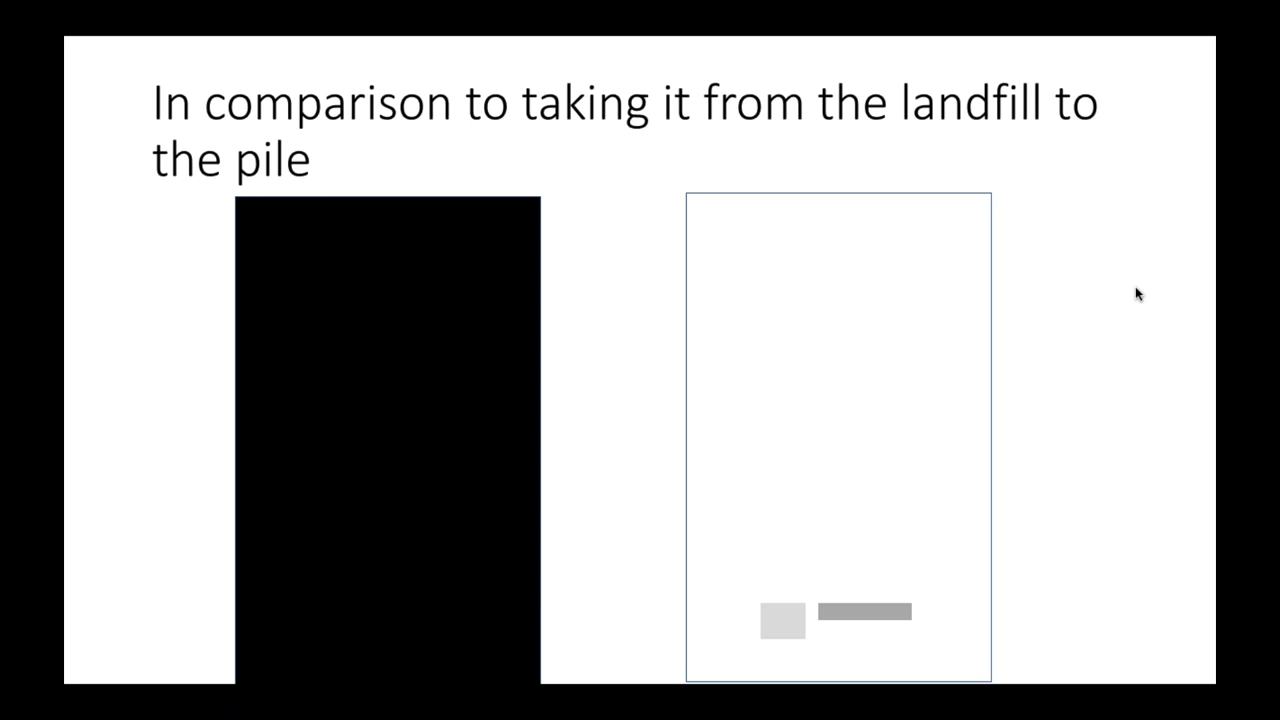 In comparison to taking it from the landfill to
the pile